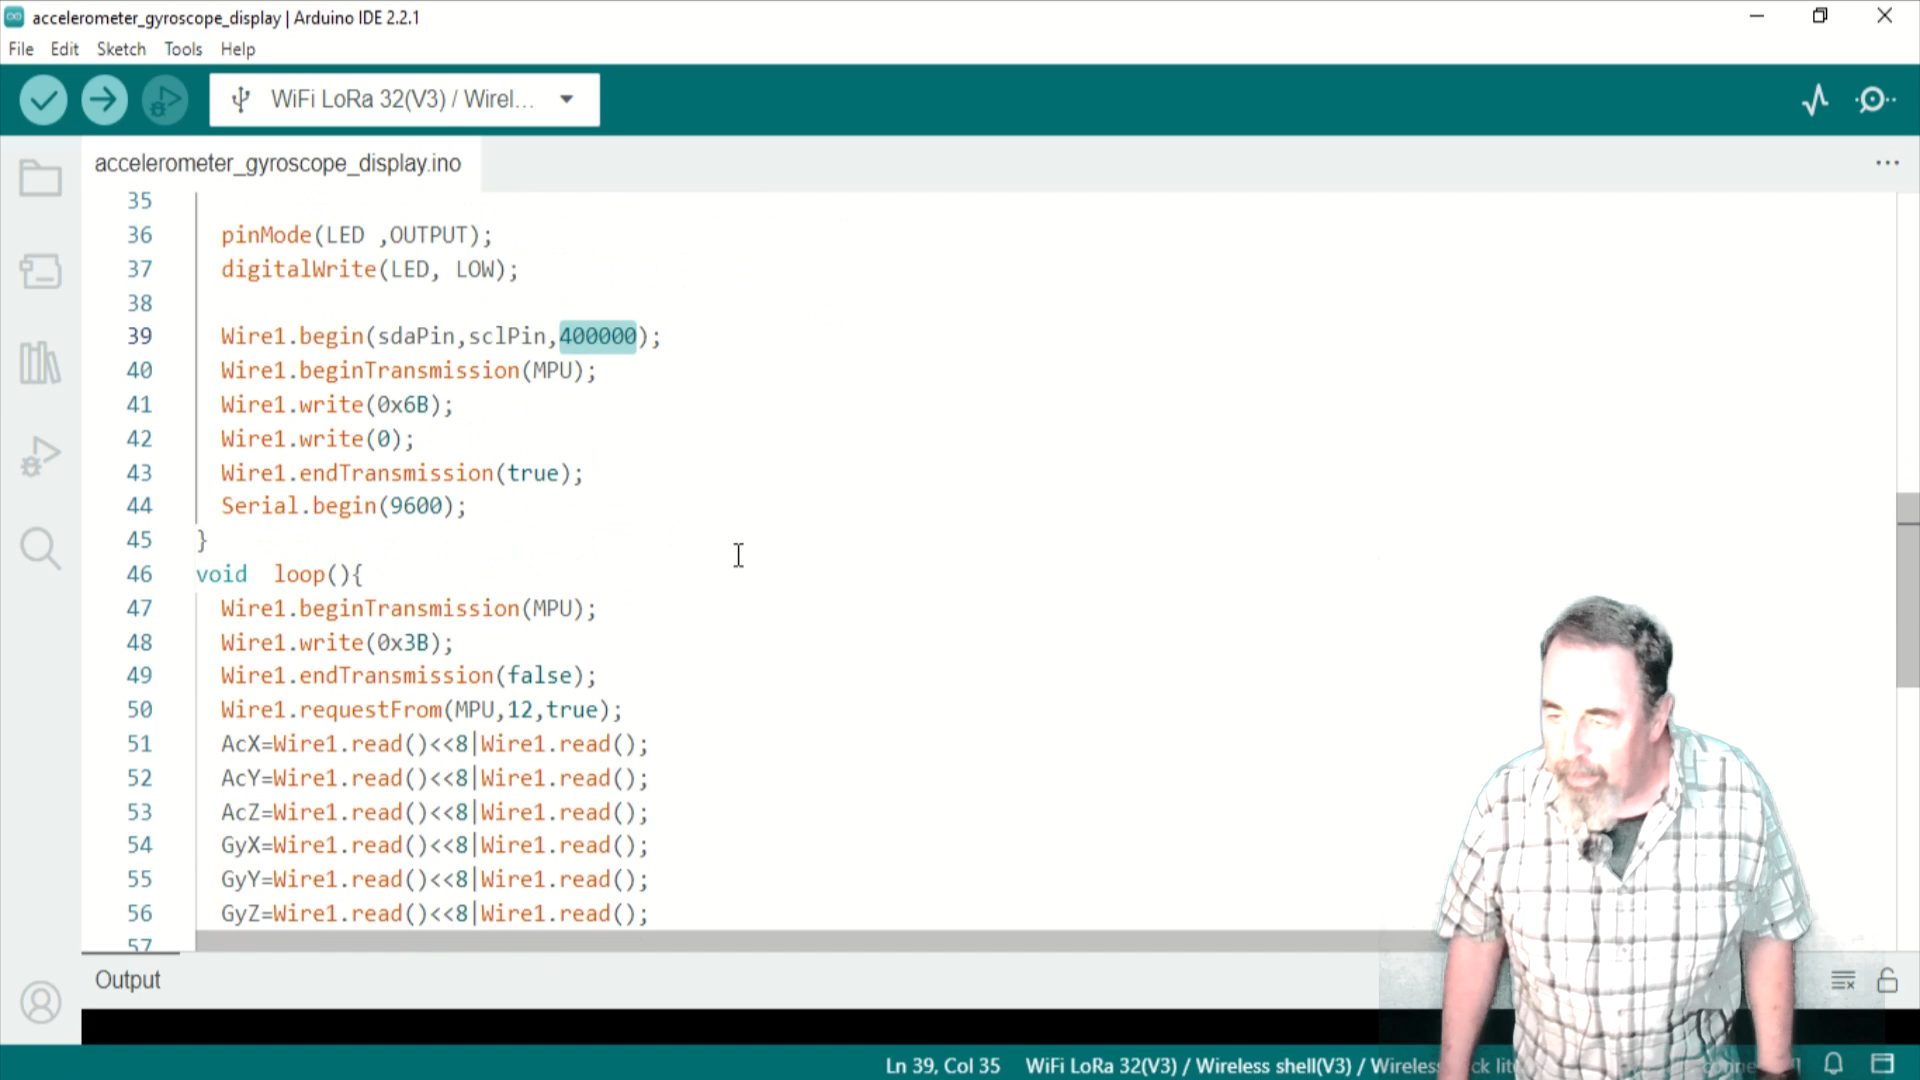 accelerometer_gyroscope_display | Arduino IDE 2.2.1
File Edit Sketch Tools Help
WiFi LoRa 32(V3) / Wirel...
accelerometer_gyroscope_display.ino
35
36 pinMode(LED ,OUTPUT);
37 digitalWrite(LED, LOW);
38
39 Wire1.begin(sdaPin,sclPin,400000);
40 Wire1.beginTransmission(MPU);
41 Wire1.write(0x6B);
42 Wire1.write(0);
43 Wire1.endTransmission(true);
44 Serial.begin(9600);
45 }
46 void loop(){
47 Wire1.beginTransmission(MPU);
48 Wire1.write(0x3B);
49 Wire1.endTransmission(false);
50 Wire1.requestFrom(MPU,12,true);
51 AcX=Wire1.read()<<8|Wire1.read();
52 AcY=Wire1.read()<<8|Wire1.read();
53 AcZ=Wire1.read()<<8|Wire1.read();
54 GyX=Wire1.read()<<8|Wire1.read();
55 GyY=Wire1.read()<<8|Wire1.read();
56 GyZ=Wire1.read()<<8|Wire1.read();
57
Output
Ln 39, Col 35 WiFi LoRa 32(V3) / Wireless shell(V3) / Wireless